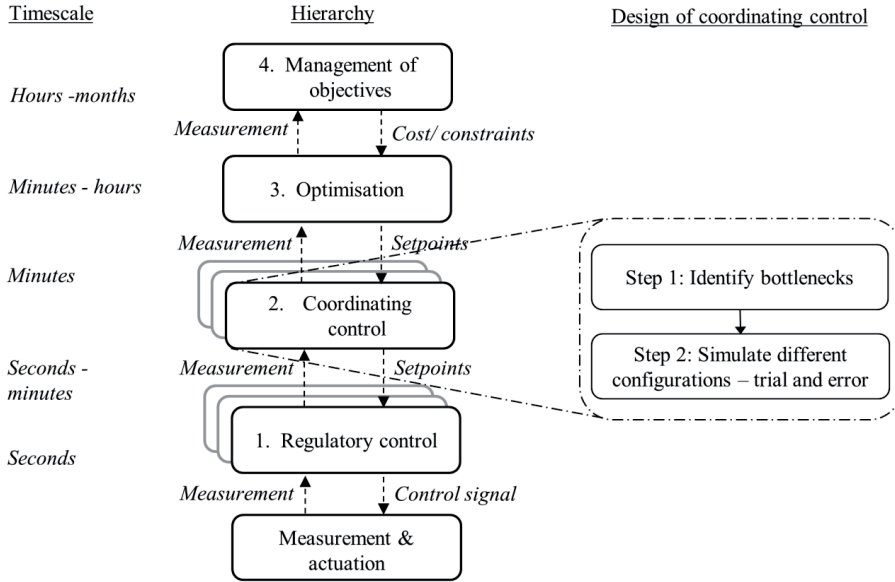 Timescale
Hierarchy
Design of coordinating control
4. Management of
objectives
Hours -months
Measurement
Cost/ constraints
Minutes - hours
3. Optimisation
Measurement
Setpoints
Minutes
2. Coordinating
control
Step 1: Identify bottlenecks
Step 2: Simulate different
configurations – trial and error
Seconds -
minutes
Measurement
Setpoints
1. Regulatory control
Seconds
Measurement
Control signal
Measurement &
actuation